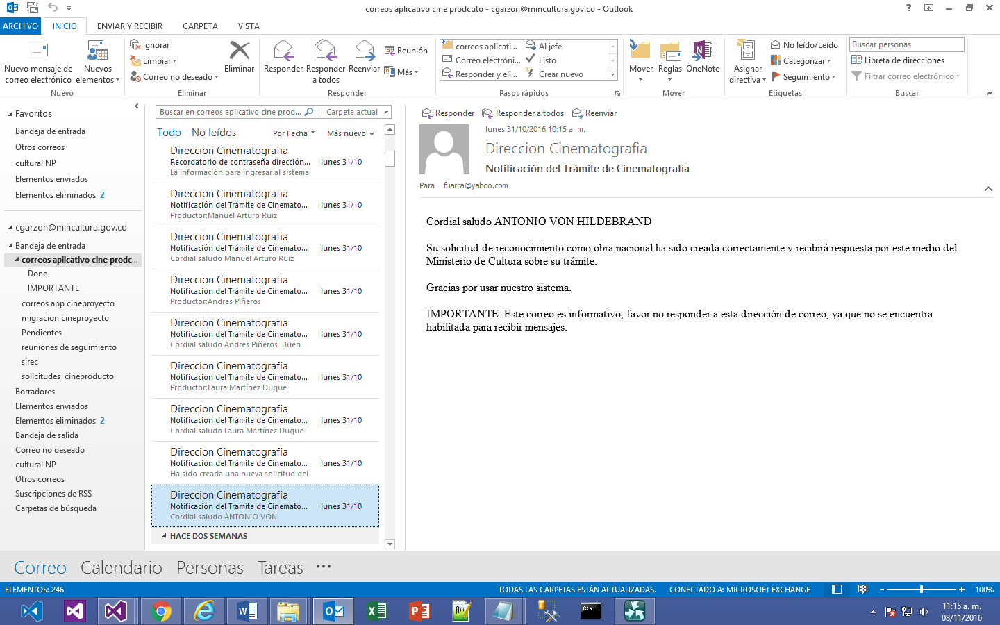 correos aplicativo cine prodcuto - cgarzon@mincultura.gov.co - Outlook
ARCHIVO INICIO ENVIAR Y RECIBIR CARPETA VISTA
Nuevo mensaje de correo electrónico
Nuevos elementos
Nuevo
Ignorar
Limpiar
Correo no deseado
Eliminar
Eliminar
Responder
Responder a todos
Reenviar
Reunión
Más
Responder
correos aplicati...
Correo electróni...
Responder y eli...
Al jefe
Listo
Crear nuevo
Pasos rápidos
Mover
Reglas
OneNote
Mover
Asignar directiva
No leído/Leído
Categorizar
Seguimiento
Etiquetas
Buscar personas
Libreta de direcciones
Filtrar correo electrónico
Buscar
Favoritos
Bandeja de entrada
Otros correos
cultural NP
Elementos enviados
Elementos eliminados 2
cgarzon@mincultura.gov.co
Bandeja de entrada
correos aplicativo cine prodc...
Done
IMPORTANTE
correos app cineproyecto
migracion cineproyecto
Pendientes
reuniones de seguimiento
sirec
solicitudes cineproducto
Borradores
Elementos enviados
Elementos eliminados 2
Bandeja de salida
Correo no deseado
cultural NP
Otros correos
Suscripciones de RSS
Carpetas de búsqueda
Buscar en correos aplicativo cine prod... Carpeta actual
Todo No leídos Por Fecha Más nuevo
Direccion Cinematografia
Recordatorio de contraseña dirección... lunes 31/10
La información para ingresar al sistema
Direccion Cinematografia
Notificación del Trámite de Cinemato... lunes 31/10
Productor:Manuel Arturo Ruiz
Direccion Cinematografia
Notificación del Trámite de Cinemato... lunes 31/10
Cordial saludo Manuel Arturo Ruiz
Direccion Cinematografia
Notificación del Trámite de Cinemato... lunes 31/10
Productor:Andres Piñeros
Direccion Cinematografia
Notificación del Trámite de Cinemato... lunes 31/10
Cordial saludo Andres Piñeros Buen
Direccion Cinematografia
Notificación del Trámite de Cinemato... lunes 31/10
Productor:Laura Martínez Duque
Direccion Cinematografia
Notificación del Trámite de Cinemato... lunes 31/10
Cordial saludo Laura Martínez Duque
Direccion Cinematografia
Notificación del Trámite de Cinemato... lunes 31/10
Ha sido creada una nueva solicitud del
Direccion Cinematografia
Notificación del Trámite de Cinemato... lunes 31/10
Cordial saludo ANTONIO VON
HACE DOS SEMANAS
Responder Responder a todos Reenviar
lunes 31/10/2016 10:15 a. m.
Direccion Cinematografia
Notificación del Trámite de Cinematografía
Para fuarra@yahoo.com
Cordial saludo ANTONIO VON HILDEBRAND
Su solicitud de reconocimiento como obra nacional ha sido creada correctamente y recibirá respuesta por este medio del
Ministerio de Cultura sobre su trámite.
Gracias por usar nuestro sistema.
IMPORTANTE: Este correo es informativo, favor no responder a esta dirección de correo, ya que no se encuentra
habilitada para recibir mensajes.
Correo Calendario Personas Tareas ...
ELEMENTOS: 246 TODAS LAS CARPETAS ESTÁN ACTUALIZADAS. CONECTADO A: MICROSOFT EXCHANGE 100%
11:15 a. m.
08/11/2016